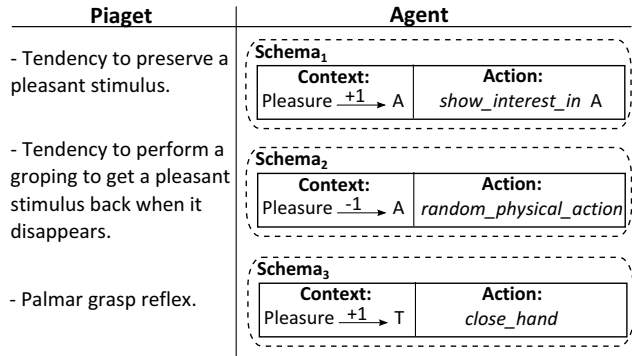 Piaget Agent
- Tendency to preserve a
pleasant stimulus.
Schema1
Context: Action:
Pleasure +1 A show_interest_in A
- Tendency to perform a
groping to get a pleasant
stimulus back when it
disappears.
Schema2
Context: Action:
Pleasure -1 A random_physical_action
- Palmar grasp reflex.
Schema3
Context: Action:
Pleasure +1 T close_hand